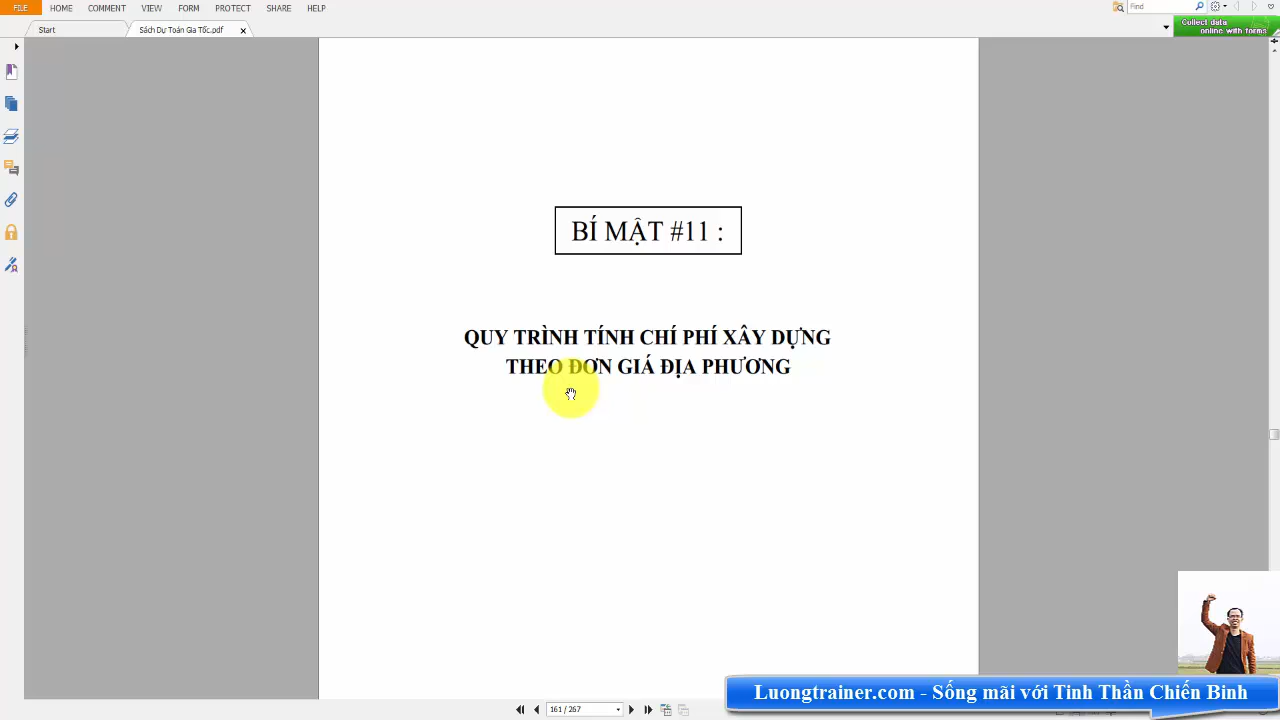 FILE HOME COMMENT VIEW FORM PROTECT SHARE HELP
Find
Start
Sách Dự Toán Gia Tốc.pdf
Collect data
online with forms
BÍ MẬT #11 :
QUY TRÌNH TÍNH CHÍ PHÍ XÂY DỰNG
THEO ĐƠN GIÁ ĐỊA PHƯƠNG
161 / 267
Luongtrainer.com - Sống mãi với Tinh Thần Chiến Binh